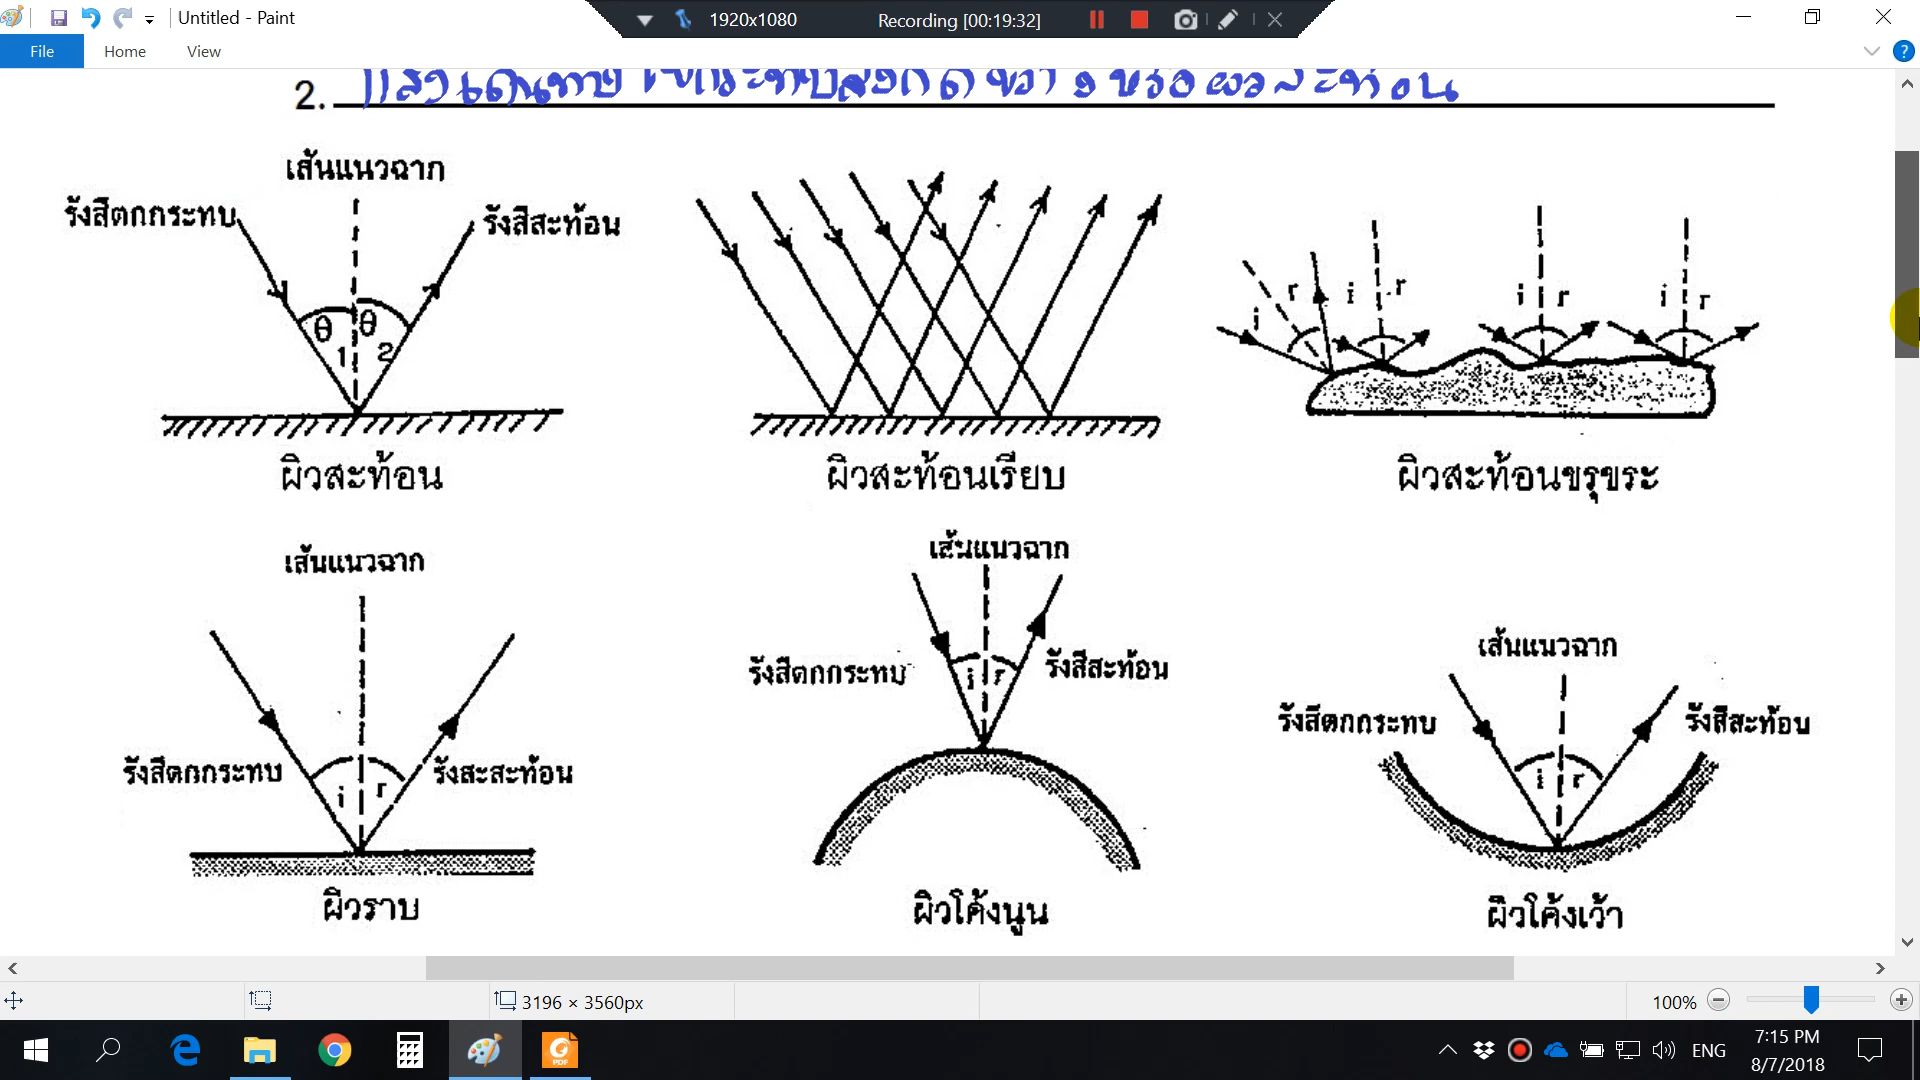 Untitled - Paint
1920x1080
Recording [00:19:32]
File
Home
View
?
2.
เส้นแนวฉาก
รังสีตกกระทบ
รังสีสะท้อน
θ θ
1 2
ผิวสะท้อน
ผิวสะท้อนเรียบ
i r i r i r i r
ผิวสะท้อนขรุขระ
เส้นแนวฉาก
รังสีตกกระทบ
รังสะสะท้อน
i r
ผิวราบ
เส้นแนวฉาก
รังสีตกกระทบ
รังสีสะท้อน
i r
ผิวโค้งนูน
เส้นแนวฉาก
รังสีตกกระทบ
รังสีสะท้อน
i r
ผิวโค้งเว้า
3196 × 3560px
100%
PDF
ENG
7:15 PM
8/7/2018